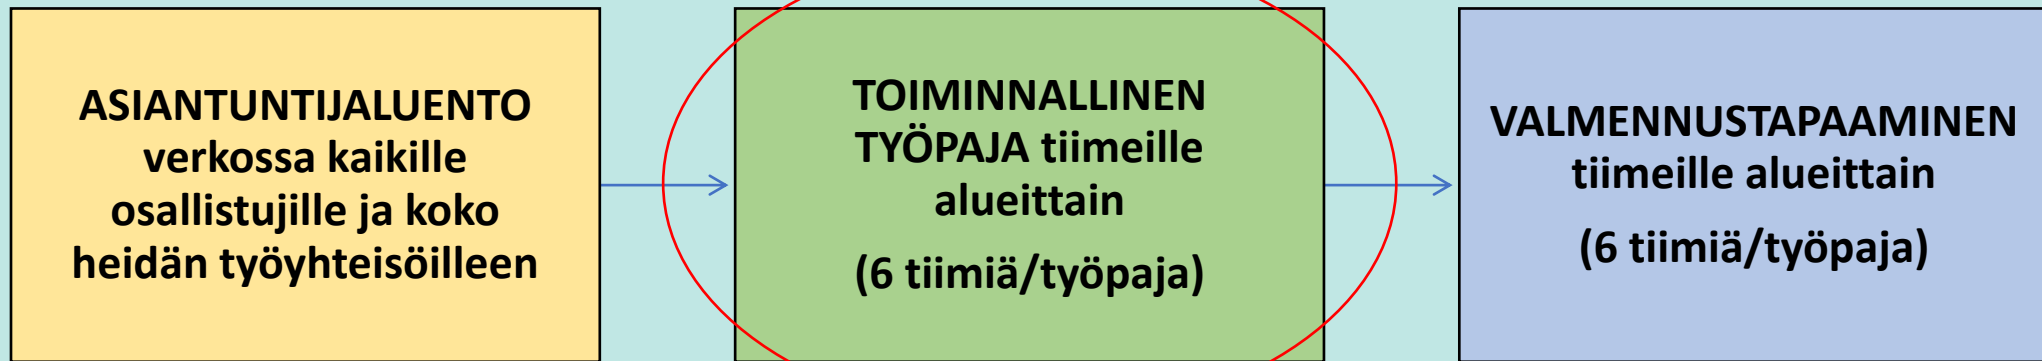 ASIANTUNTIJALUENTO
verkossa kaikille
osallistujille ja koko
heidän työyhteisöilleen
TOIMINNALLINEN
TYÖPAJA tiimeille
alueittain
(6 tiimiä/työpaja)
VALMENNUSTAPAAMINEN
tiimeille alueittain
(6 tiimiä/työpaja)